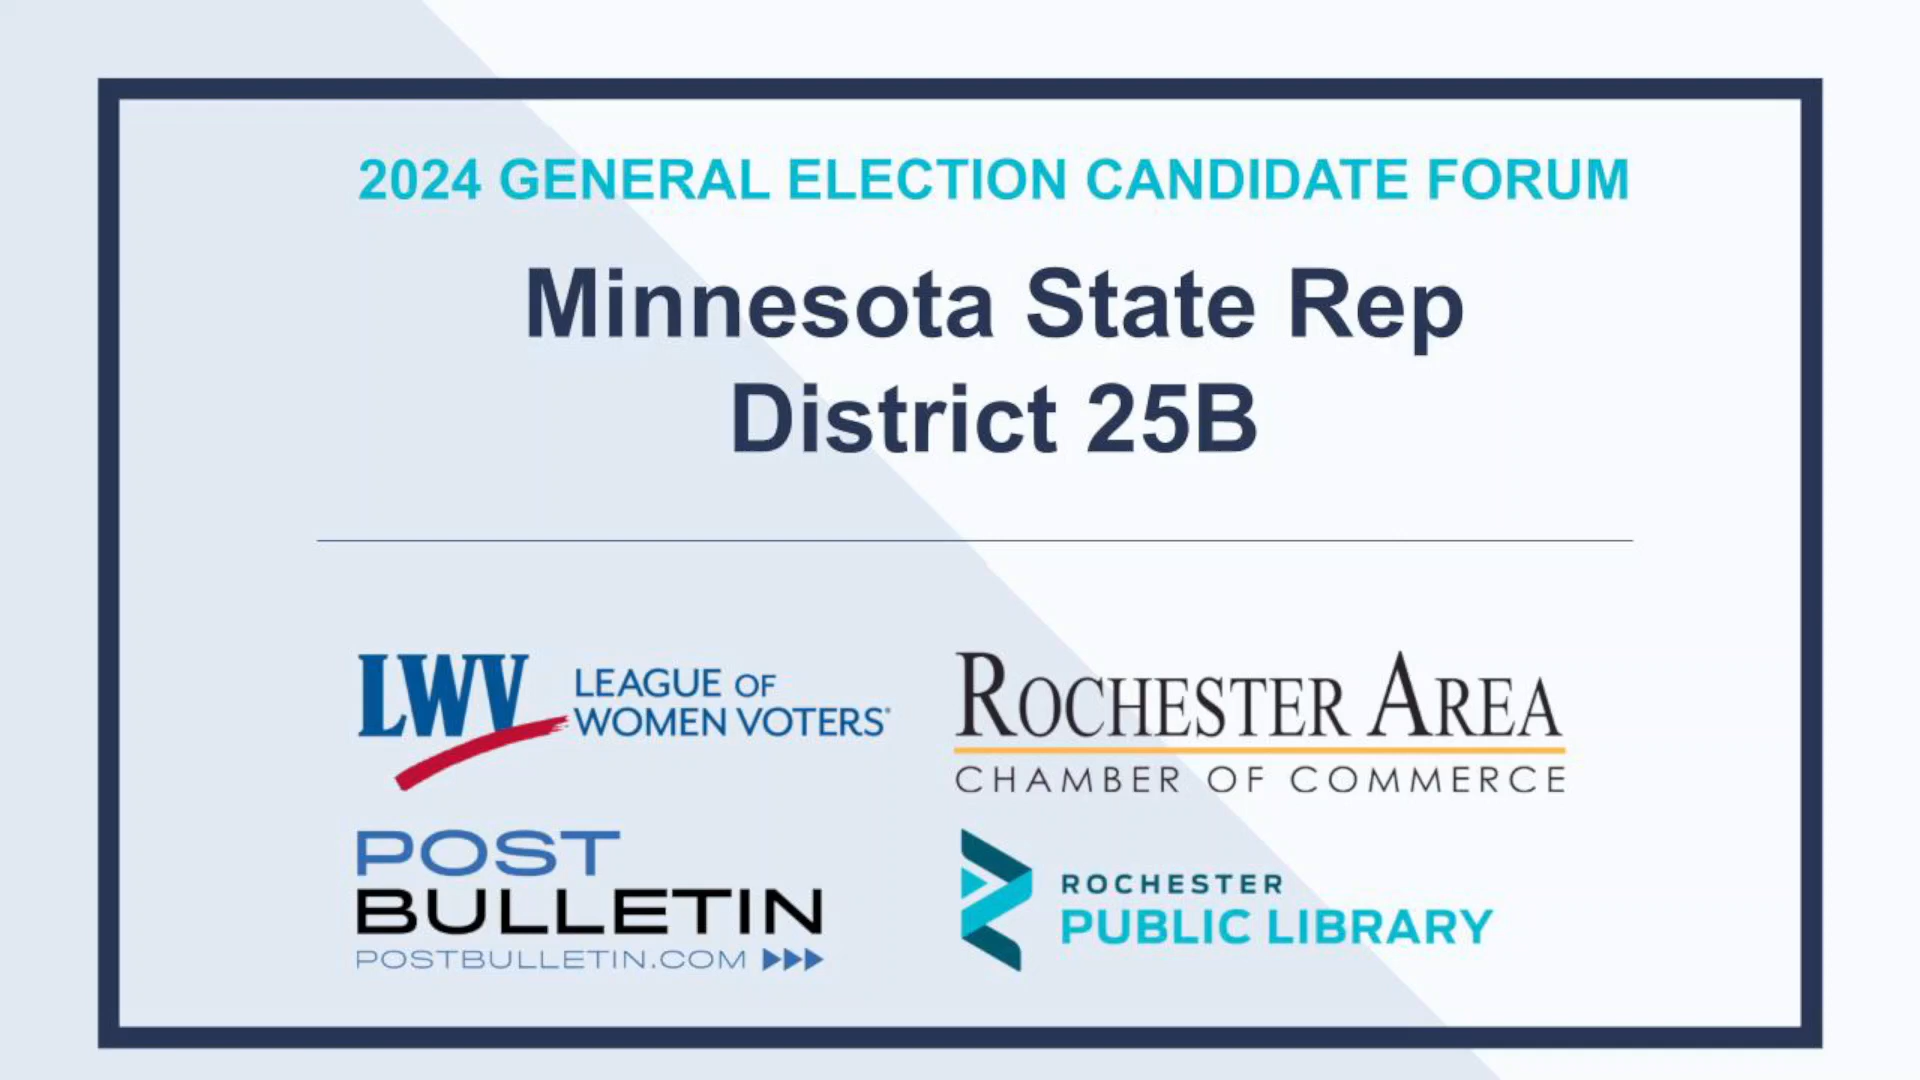 2024 GENERAL ELECTION CANDIDATE FORUM
Minnesota State Rep
District 25B
LWV LEAGUE OF
WOMEN VOTERS®
ROCHESTER AREA
CHAMBER OF COMMERCE
POST
BULLETIN
POSTBULLETIN.COM
ROCHESTER
PUBLIC LIBRARY